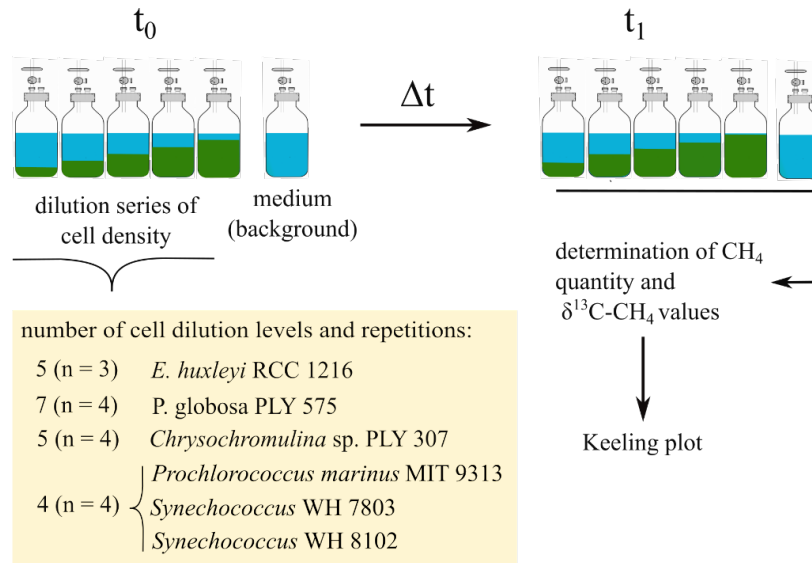 t₀
t₁
Δt
dilution series of
cell density
medium
(background)
determination of CH₄
quantity and
δ¹³C-CH₄ values
Keeling plot
number of cell dilution levels and repetitions:
5 (n = 3) E. huxleyi RCC 1216
7 (n = 4) P. globosa PLY 575
5 (n = 4) Chrysochromulina sp. PLY 307
4 (n = 4) Prochlorococcus marinus MIT 9313
Synechococcus WH 7803
Synechococcus WH 8102